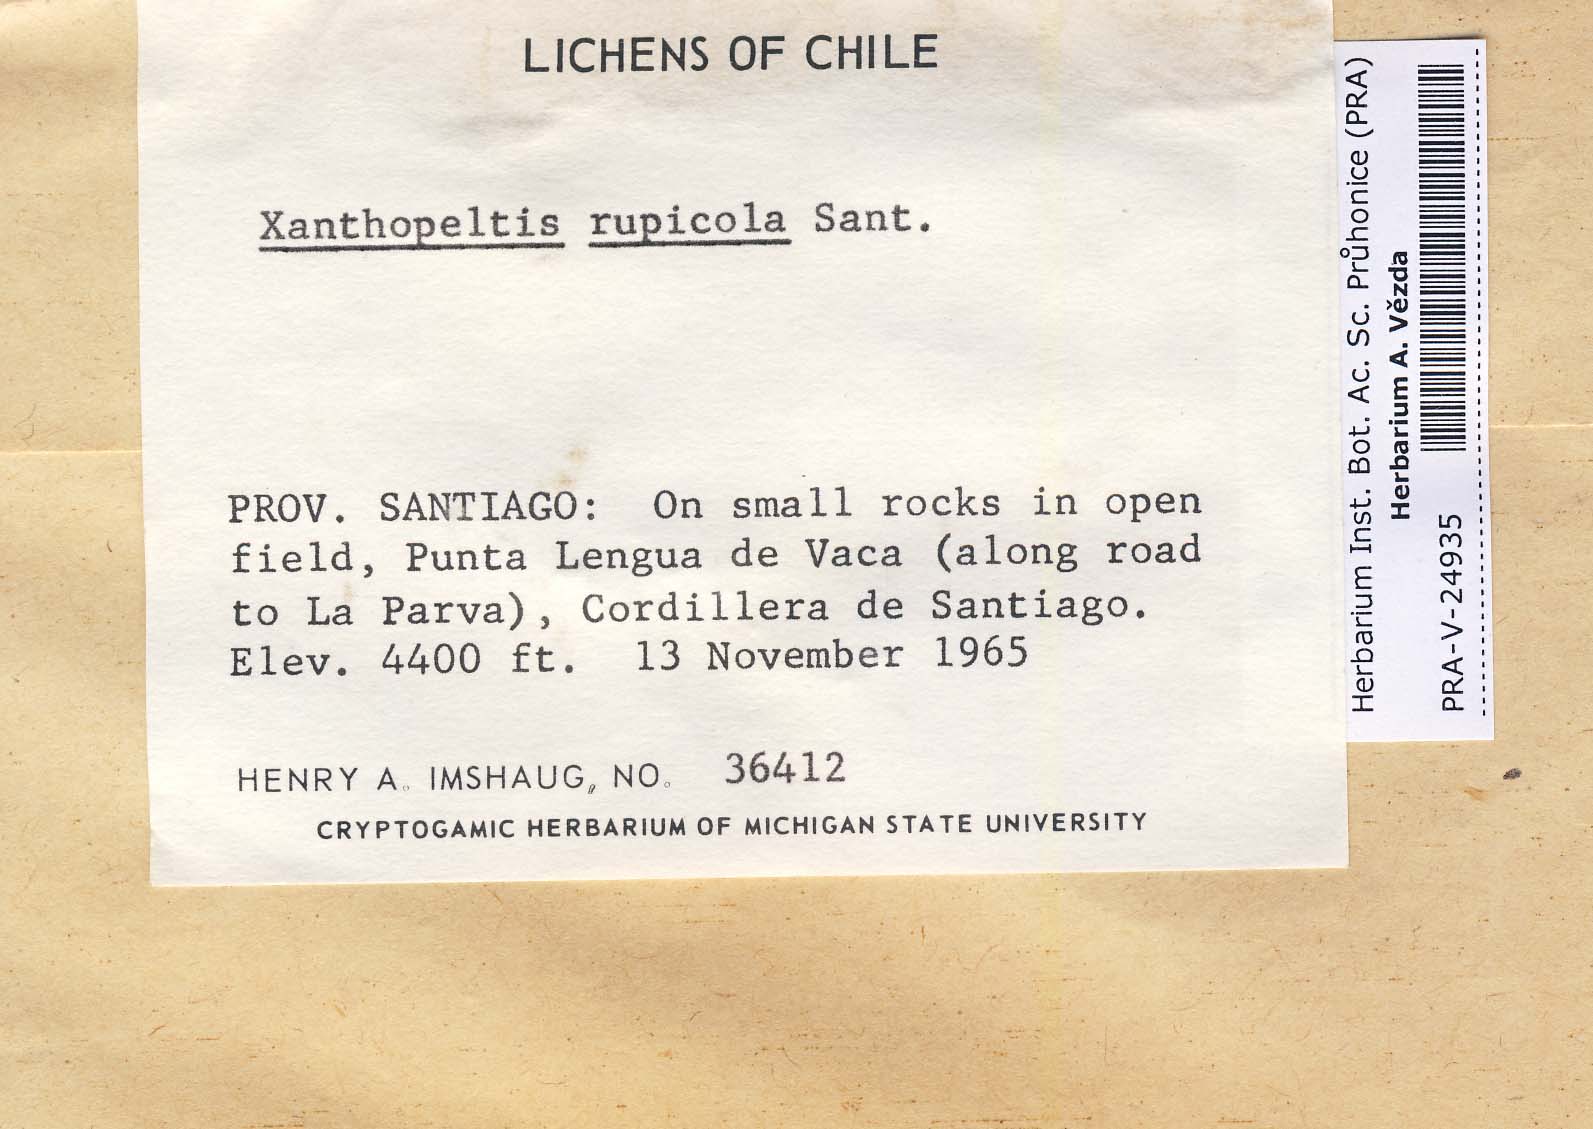 LICHENS OF CHILE
Xanthopeltis rupicola Sant.
PROV. SANTIAGO: On small rocks in open
field, Punta Lengua de Vaca (along road
to La Parva), Cordillera de Santiago.
Elev. 4400 ft. 13 November 1965
HENRY A. IMSHAUG, NO. 36412
CRYPTOGAMIC HERBARIUM OF MICHIGAN STATE UNIVERSITY
Herbarium Inst. Bot. Ac. Sc. Průhonice (PRA)
Herbarium A. Vězda
PRA-V-24935